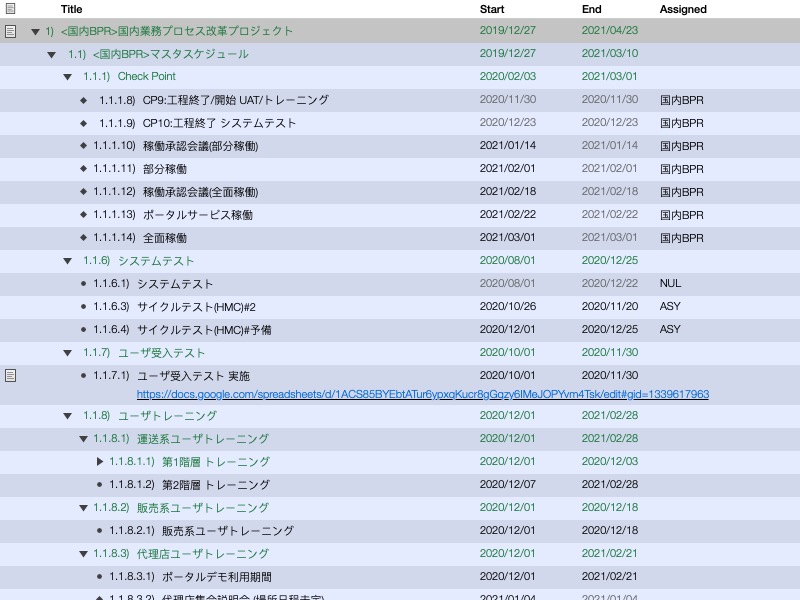 Title Start End Assigned
1) <国内BPR>国内業務プロセス改革プロジェクト 2019/12/27 2021/04/23
1.1) <国内BPR>マスタスケジュール 2019/12/27 2021/03/10
1.1.1) Check Point 2020/02/03 2021/03/01
1.1.1.8) CP9:工程終了/開始 UAT/トレーニング 2020/11/30 2020/11/30 国内BPR
1.1.1.9) CP10:工程終了 システムテスト 2020/12/23 2020/12/23 国内BPR
1.1.1.10) 稼働承認会議(部分稼働) 2021/01/14 2021/01/14 国内BPR
1.1.1.11) 部分稼働 2021/02/01 2021/02/01 国内BPR
1.1.1.12) 稼働承認会議(全面稼働) 2021/02/18 2021/02/18 国内BPR
1.1.1.13) ポータルサービス稼働 2021/02/22 2021/02/22 国内BPR
1.1.1.14) 全面稼働 2021/03/01 2021/03/01 国内BPR
1.1.6) システムテスト 2020/08/01 2020/12/25
1.1.6.1) システムテスト 2020/08/01 2020/12/22 NUL
1.1.6.3) サイクルテスト(HMC)#2 2020/10/26 2020/11/20 ASY
1.1.6.4) サイクルテスト(HMC)#予備 2020/12/01 2020/12/25 ASY
1.1.7) ユーザ受入テスト 2020/10/01 2020/11/30
1.1.7.1) ユーザ受入テスト 実施 2020/10/01 2020/11/30
https://docs.google.com/spreadsheets/d/1ACS85BYEbtATur6ypxqKucr8gGqzy6IMeJOPYvm4Tsk/edit#gid=1339617963
1.1.8) ユーザトレーニング 2020/12/01 2021/02/28
1.1.8.1) 運送系ユーザトレーニング 2020/12/01 2021/02/28
1.1.8.1.1) 第1階層 トレーニング 2020/12/01 2020/12/03
1.1.8.1.2) 第2階層 トレーニング 2020/12/07 2021/02/28
1.1.8.2) 販売系ユーザトレーニング 2020/12/01 2020/12/18
1.1.8.2.1) 販売系ユーザトレーニング 2020/12/01 2020/12/18
1.1.8.3) 代理店ユーザトレーニング 2020/12/01 2021/02/21
1.1.8.3.1) ポータルデモ利用期間 2020/12/01 2021/02/21
1.1.8.3.2) 代理店集合説明会 (場所日程未定) 2021/01/04 2021/01/31